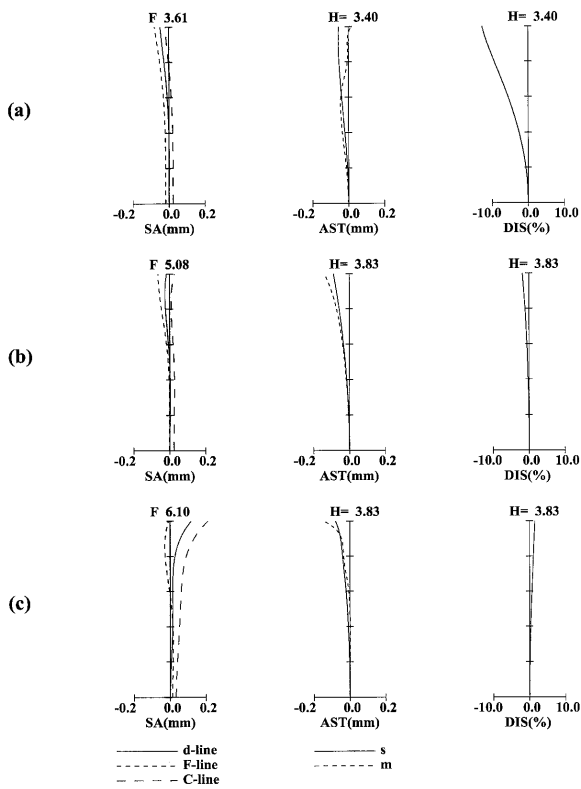 F 3.61 H= 3.40 H= 3.40
(a)
-0.2 0.0 0.2 -0.2 0.0 0.2 -10.0 0.0 10.0
SA(mm) AST(mm) DIS(%)
F 5.08 H= 3.83 H= 3.83
(b)
-0.2 0.0 0.2 -0.2 0.0 0.2 -10.0 0.0 10.0
SA(mm) AST(mm) DIS(%)
F 6.10 H= 3.83 H= 3.83
(c)
-0.2 0.0 0.2 -0.2 0.0 0.2 -10.0 0.0 10.0
SA(mm) AST(mm) DIS(%)
d-line s
F-line m
C-line